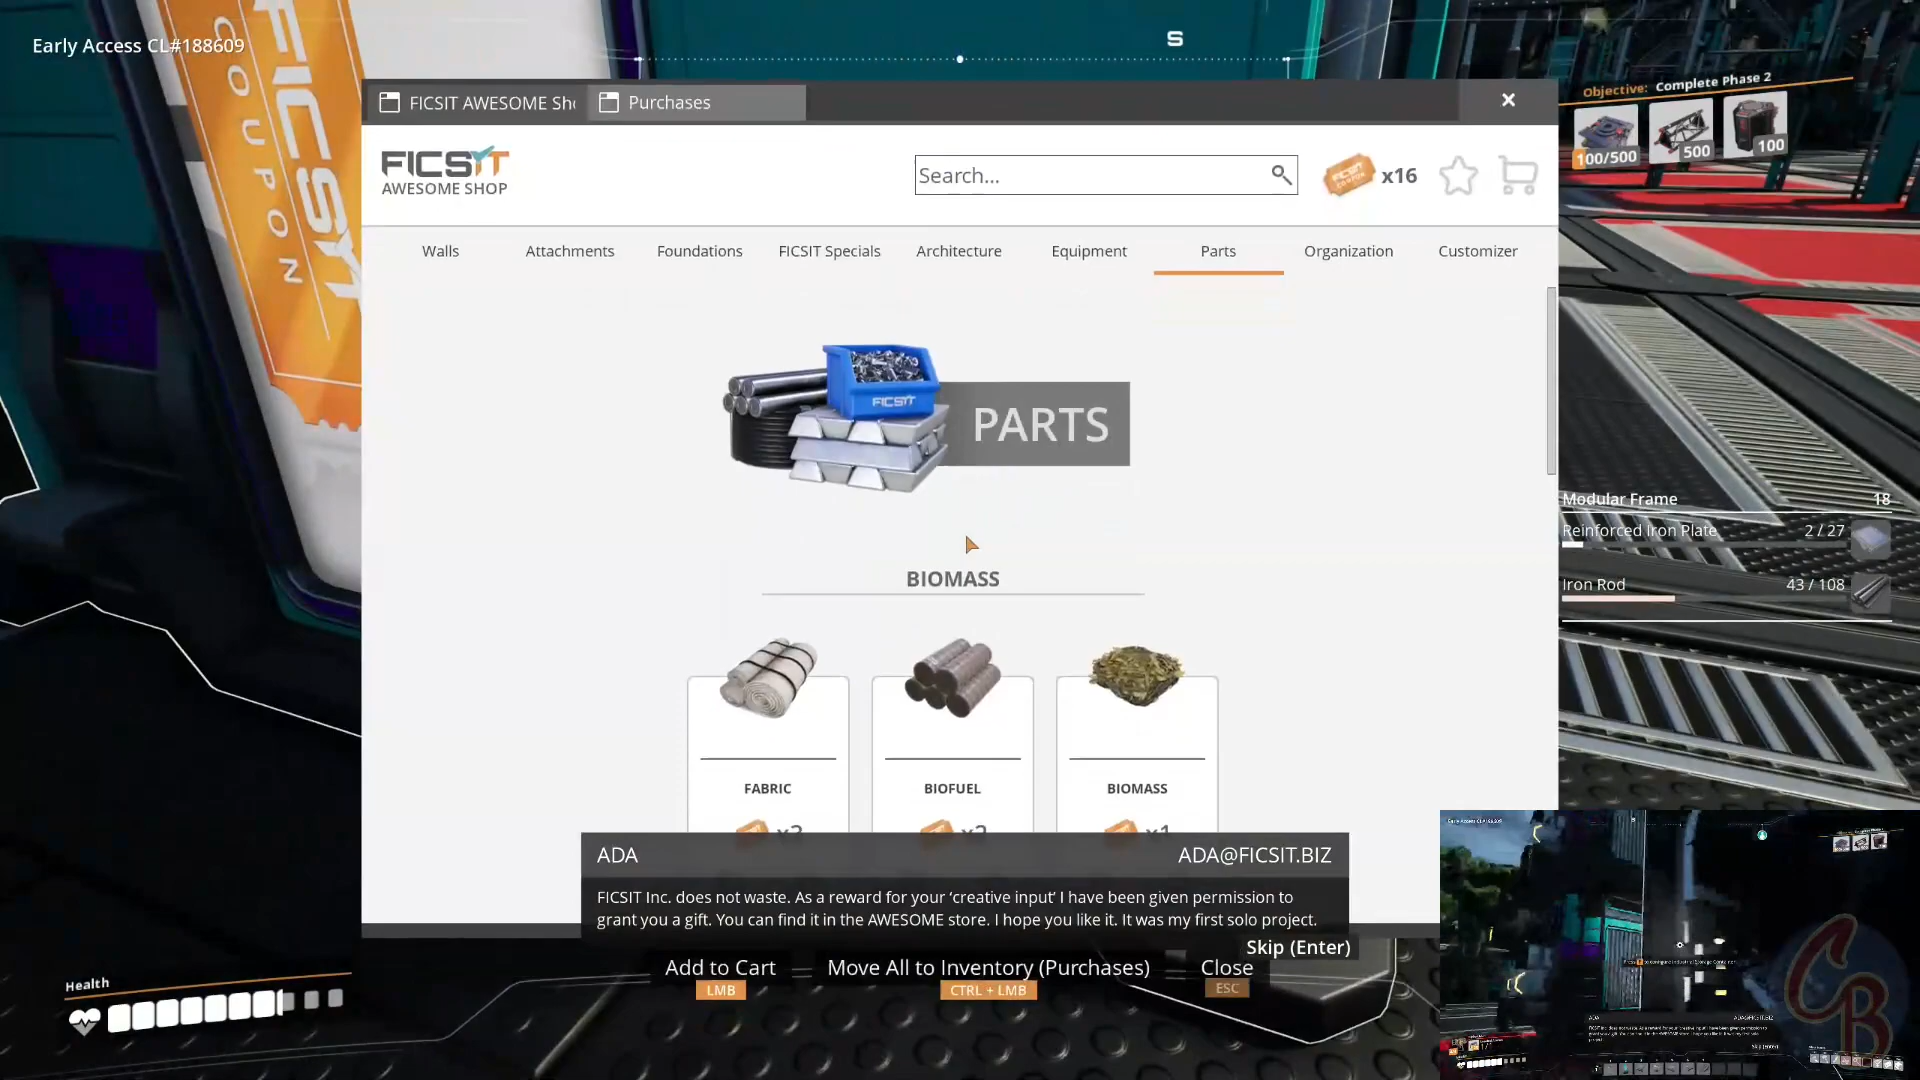 Early Access CL#188609
S
FICSIT
COUPON
Objective: Complete Phase 2
100/500
500
100
FICSIT AWESOME Sh
Purchases
FICSIT
AWESOME SHOP
Search...
x16
Walls
Attachments
Foundations
FICSIT Specials
Architecture
Equipment
Parts
Organization
Customizer
FICSIT
PARTS
Modular Frame 18
Reinforced Iron Plate 2 / 27
Iron Rod 43 / 108
BIOMASS
FABRIC
BIOFUEL
BIOMASS
x1
ADA
ADA@FICSIT.BIZ
FICSIT Inc. does not waste. As a reward for your ‘creative input’ I have been given permission to
grant you a gift. You can find it in the AWESOME store. I hope you like it. It was my first solo project.
Skip (Enter)
Add to Cart
LMB
Move All to Inventory (Purchases)
CTRL + LMB
Close
ESC
Health
CB